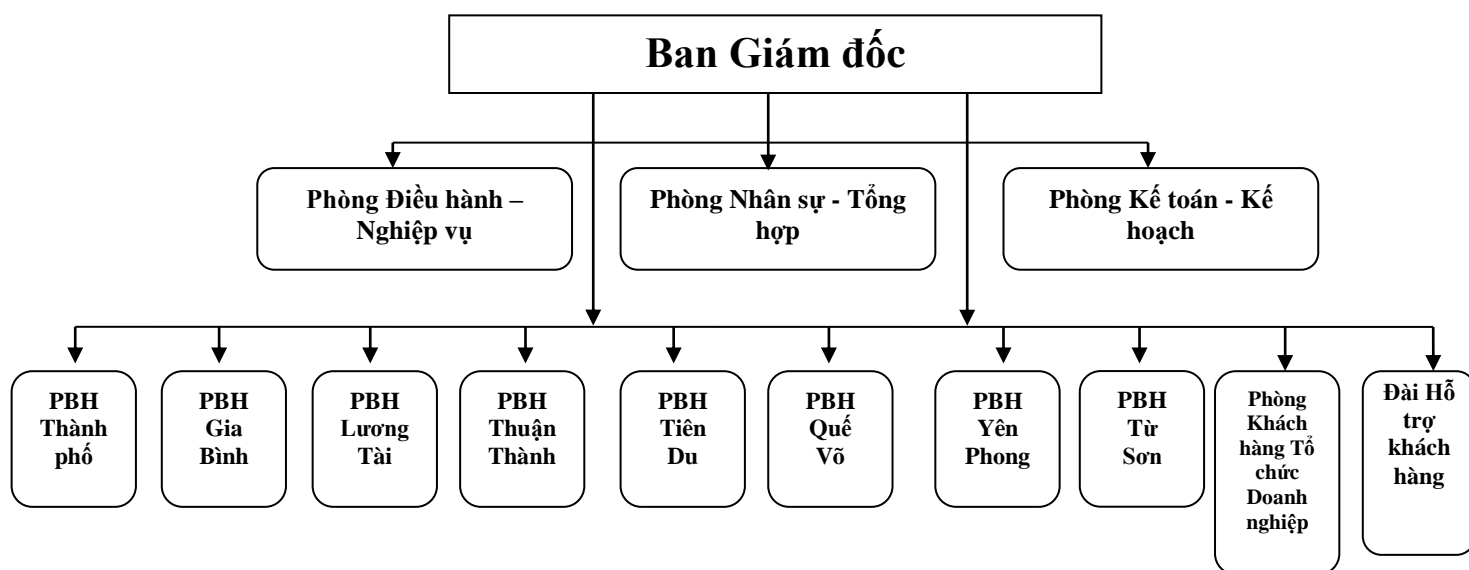 Ban Giám đốc
Phòng Điều hành –
Nghiệp vụ
Phòng Nhân sự - Tổng
hợp
Phòng Kế toán - Kế
hoạch
PBH
Thành
phố
PBH
Gia
Bình
PBH
Lương
Tài
PBH
Thuận
Thành
PBH
Tiên
Du
PBH
Quế
Võ
PBH
Yên
Phong
PBH
Từ
Sơn
Phòng
Khách
hàng Tổ
chức
Doanh
nghiệp
Đài Hỗ
trợ
khách
hàng